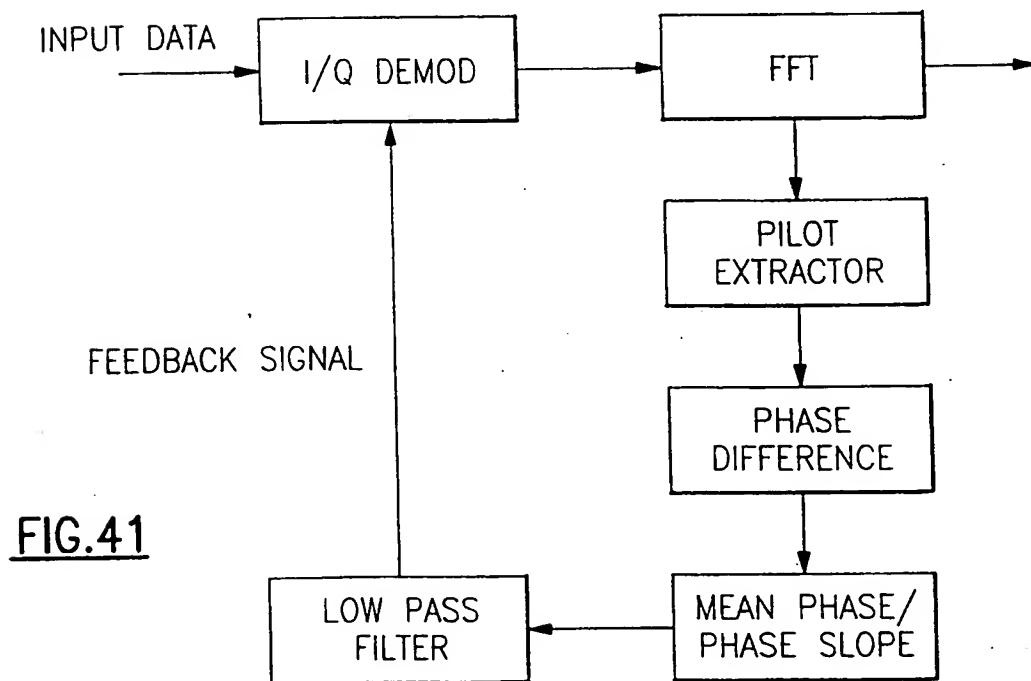 INPUT DATA
I/Q DEMOD
FFT
PILOT
EXTRACTOR
FEEDBACK SIGNAL
PHASE
DIFFERENCE
FIG.41
LOW PASS
FILTER
MEAN PHASE/
PHASE SLOPE